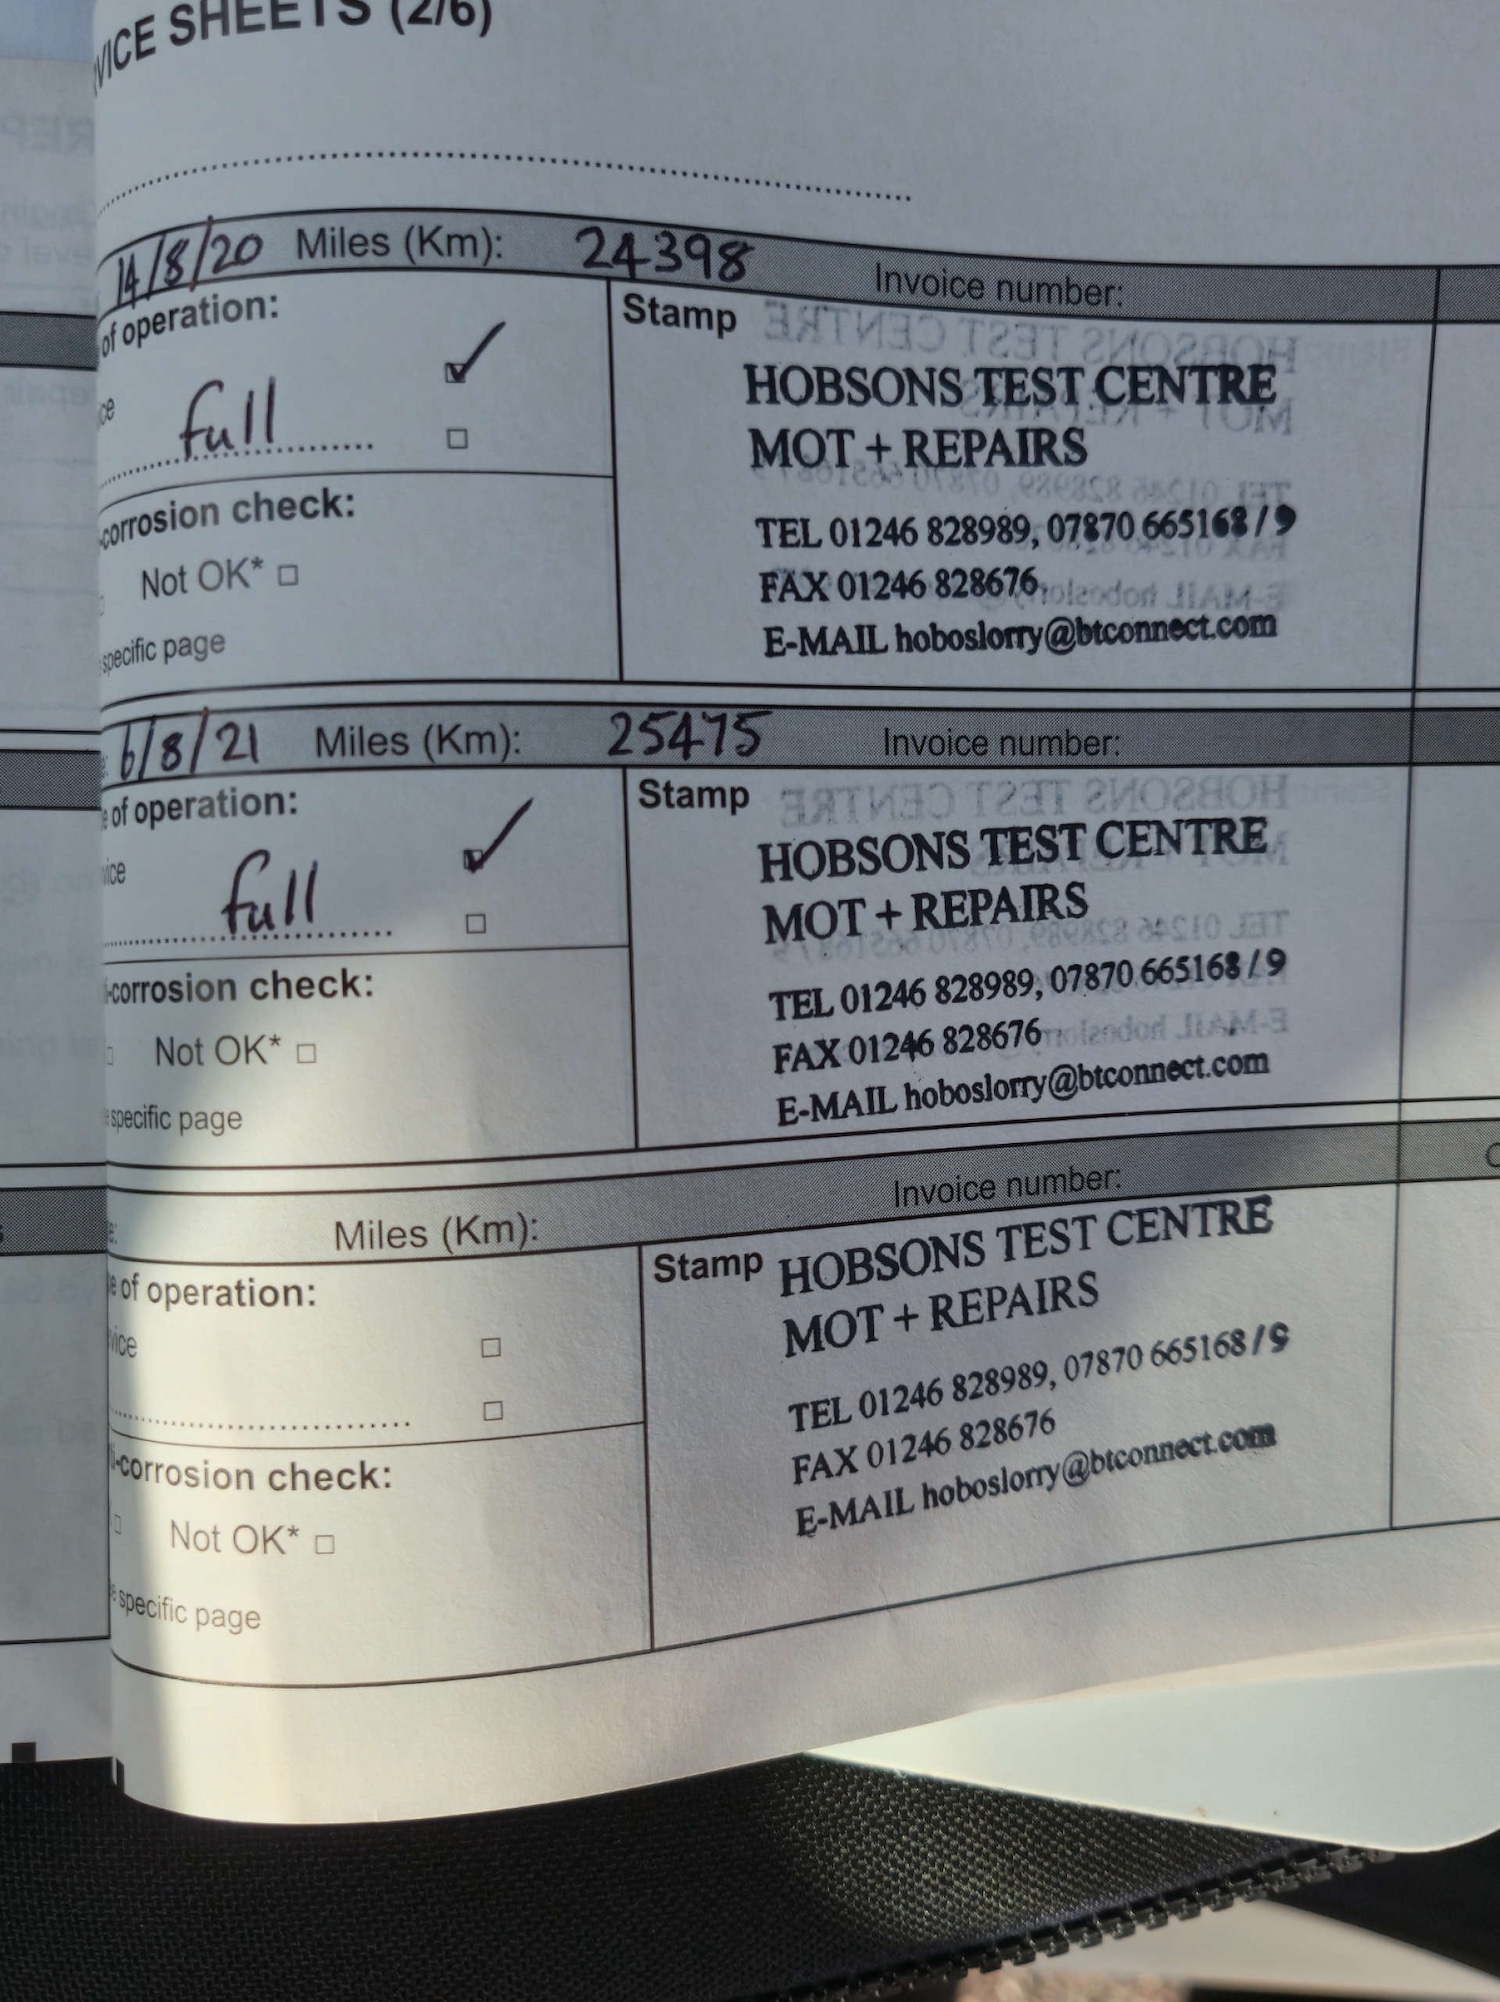 VICE SHEETS (2/6)
14/8/20 Miles (Km): 24398 Invoice number:
of operation:
Stamp
ce full
HOBSONS TEST CENTRE
MOT + REPAIRS
TEL 01246 828989, 07870 665168/9
FAX 01246 828676
E-MAIL hoboslorry@btconnect.com
-corrosion check:
Not OK* □
specific page
6/8/21 Miles (Km): 25475 Invoice number:
e of operation:
Stamp
vice full
HOBSONS TEST CENTRE
MOT + REPAIRS
TEL 01246 828989, 07870 665168/9
FAX 01246 828676
E-MAIL hoboslorry@btconnect.com
i-corrosion check:
Not OK* □
specific page
Miles (Km): Invoice number:
e of operation:
Stamp
vice
HOBSONS TEST CENTRE
MOT + REPAIRS
TEL 01246 828989, 07870 665168/9
FAX 01246 828676
E-MAIL hoboslorry@btconnect.com
i-corrosion check:
Not OK* □
e specific page